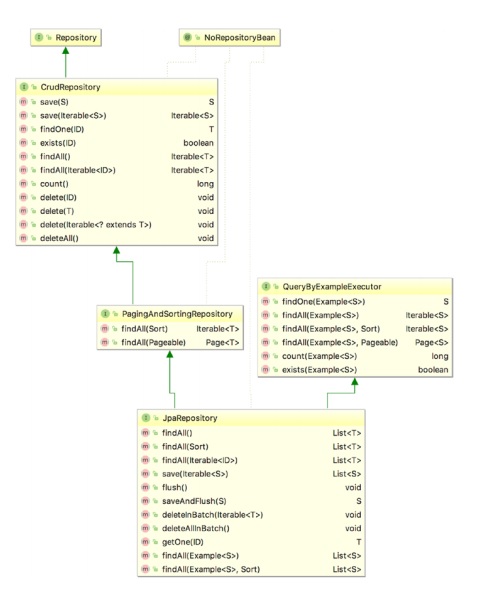 Repository
NoRepositoryBean
CrudRepository
save(S) S
save(Iterable<S>) Iterable<S>
findOne(ID) T
exists(ID) boolean
findAll() Iterable<T>
findAll(Iterable<ID>) Iterable<T>
count() long
delete(ID) void
delete(T) void
delete(Iterable<? extends T>) void
deleteAll() void
PagingAndSortingRepository
findAll(Sort) Iterable<T>
findAll(Pageable) Page<T>
QueryByExampleExecutor
findOne(Example<S>) S
findAll(Example<S>) Iterable<S>
findAll(Example<S>, Sort) Iterable<S>
findAll(Example<S>, Pageable) Page<S>
count(Example<S>) long
exists(Example<S>) boolean
JpaRepository
findAll() List<T>
findAll(Sort) List<T>
findAll(Iterable<ID>) List<T>
save(Iterable<S>) List<S>
flush() void
saveAndFlush(S) S
deleteInBatch(Iterable<T>) void
deleteAllInBatch() void
getOne(ID) T
findAll(Example<S>) List<S>
findAll(Example<S>, Sort) List<S>